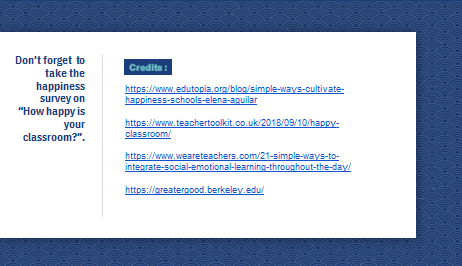 Don't forget to
take the
happiness
survey on
"How happy is
your
classroom?".
Credits :
https://www.edutopia.org/blog/simple-ways-cultivate-
happiness-schools-elena-aguilar
https://www.teachertoolkit.co.uk/2018/09/10/happy-
classroom/
https://www.weareteachers.com/21-simple-ways-to-
integrate-social-emotional-learning-throughout-the-day/
https://greatergood.berkeley.edu/